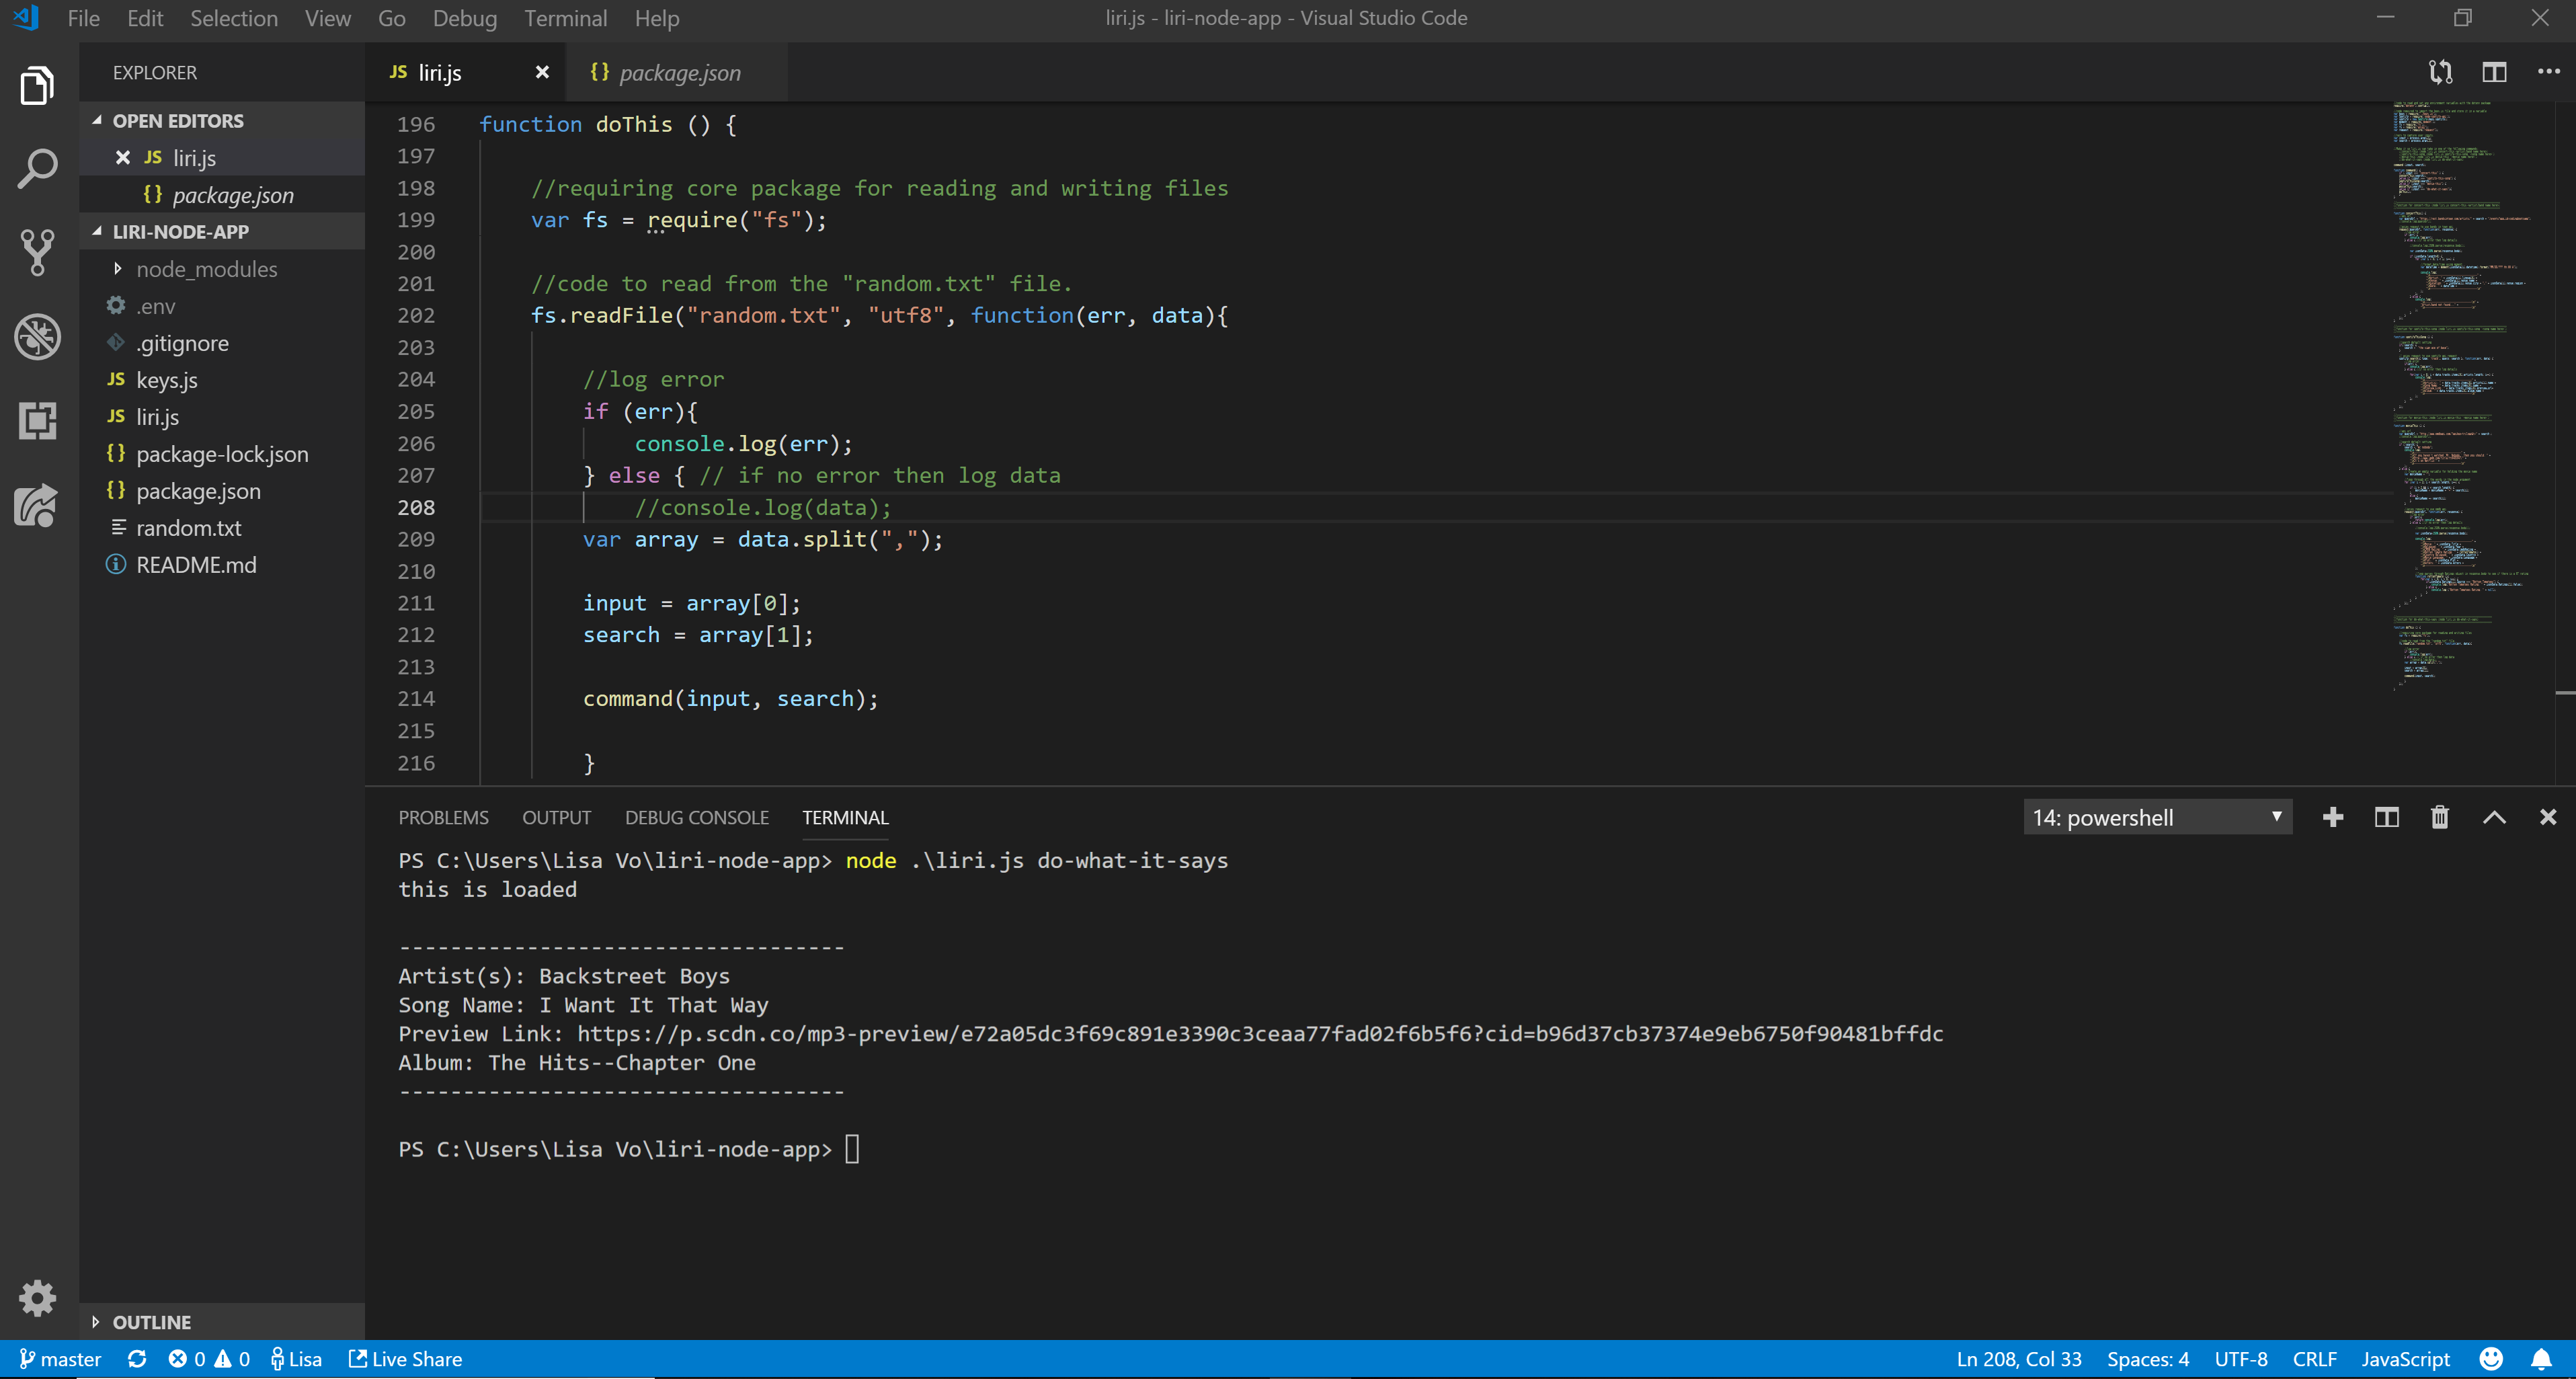 File Edit Selection View Go Debug Terminal Help
liri.js - liri-node-app - Visual Studio Code
EXPLORER
OPEN EDITORS
JS liri.js
{} package.json
LIRI-NODE-APP
node_modules
.env
.gitignore
JS keys.js
JS liri.js
{} package-lock.json
{} package.json
random.txt
README.md
OUTLINE
JS liri.js
{} package.json
196 function doThis () {
197
198 //requiring core package for reading and writing files
199 var fs = require("fs");
200
201 //code to read from the "random.txt" file.
202 fs.readFile("random.txt", "utf8", function(err, data){
203
204 //log error
205 if (err){
206 console.log(err);
207 } else { // if no error then log data
208 //console.log(data);
209 var array = data.split(",");
210
211 input = array[0];
212 search = array[1];
213
214 command(input, search);
215
216 }
PROBLEMS OUTPUT DEBUG CONSOLE TERMINAL
14: powershell
PS C:\Users\Lisa Vo\liri-node-app> node .\liri.js do-what-it-says
this is loaded
-----------------------------------
Artist(s): Backstreet Boys
Song Name: I Want It That Way
Preview Link: https://p.scdn.co/mp3-preview/e72a05dc3f69c891e3390c3ceaa77fad02f6b5f6?cid=b96d37cb37374e9eb6750f90481bffdc
Album: The Hits--Chapter One
-----------------------------------
PS C:\Users\Lisa Vo\liri-node-app>
master 0 0 Lisa Live Share
Ln 208, Col 33 Spaces: 4 UTF-8 CRLF JavaScript